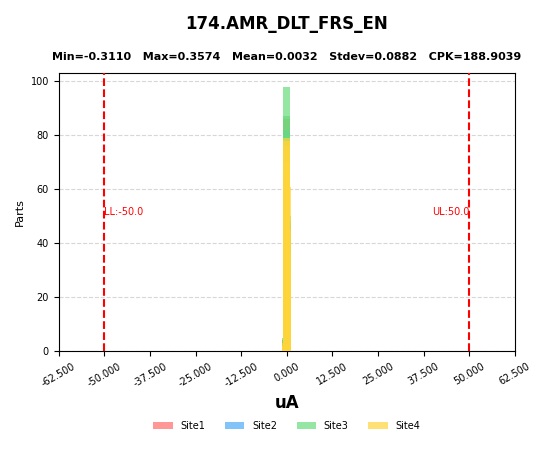 174.AMR_DLT_FRS_EN
Min=-0.3110 Max=0.3574 Mean=0.0032 Stdev=0.0882 CPK=188.9039
100
80
60
40
20
0
Parts
LL:-50.0
UL:50.0
-62.500 -50.000 -37.500 -25.000 -12.500 0.000 12.500 25.000 37.500 50.000 62.500
uA
Site1 Site2 Site3 Site4